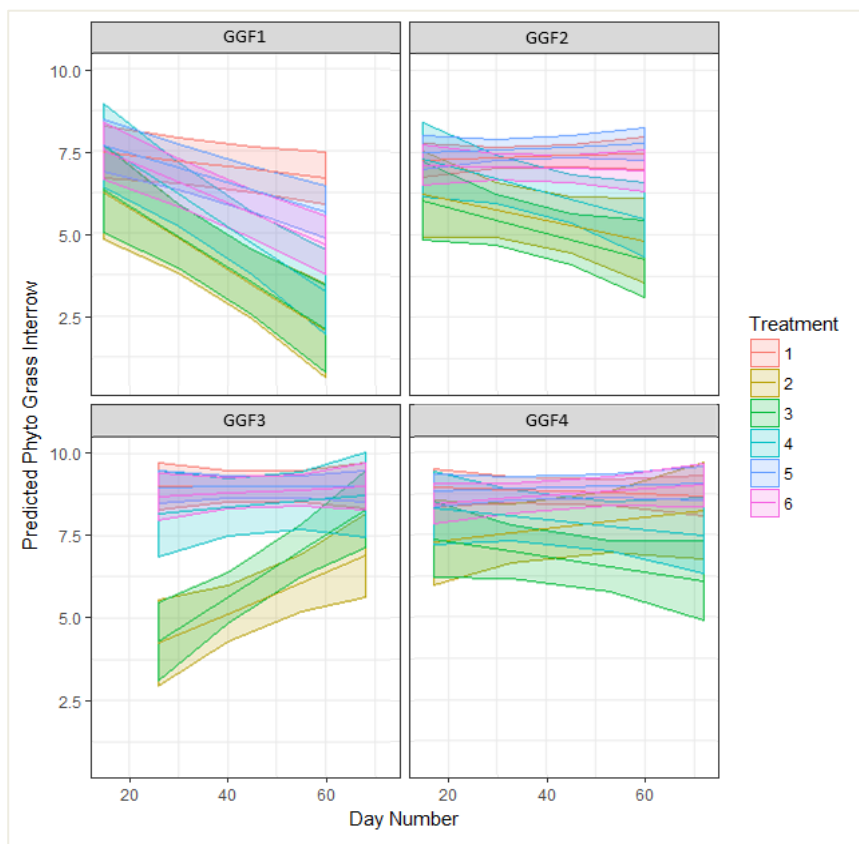 GGF1 GGF2
10.0
7.5
5.0
2.5
GGF3 GGF4
10.0
7.5
5.0
2.5
20 40 60 20 40 60
Day Number
Predicted Phyto Grass Interrow
Treatment
1
2
3
4
5
6